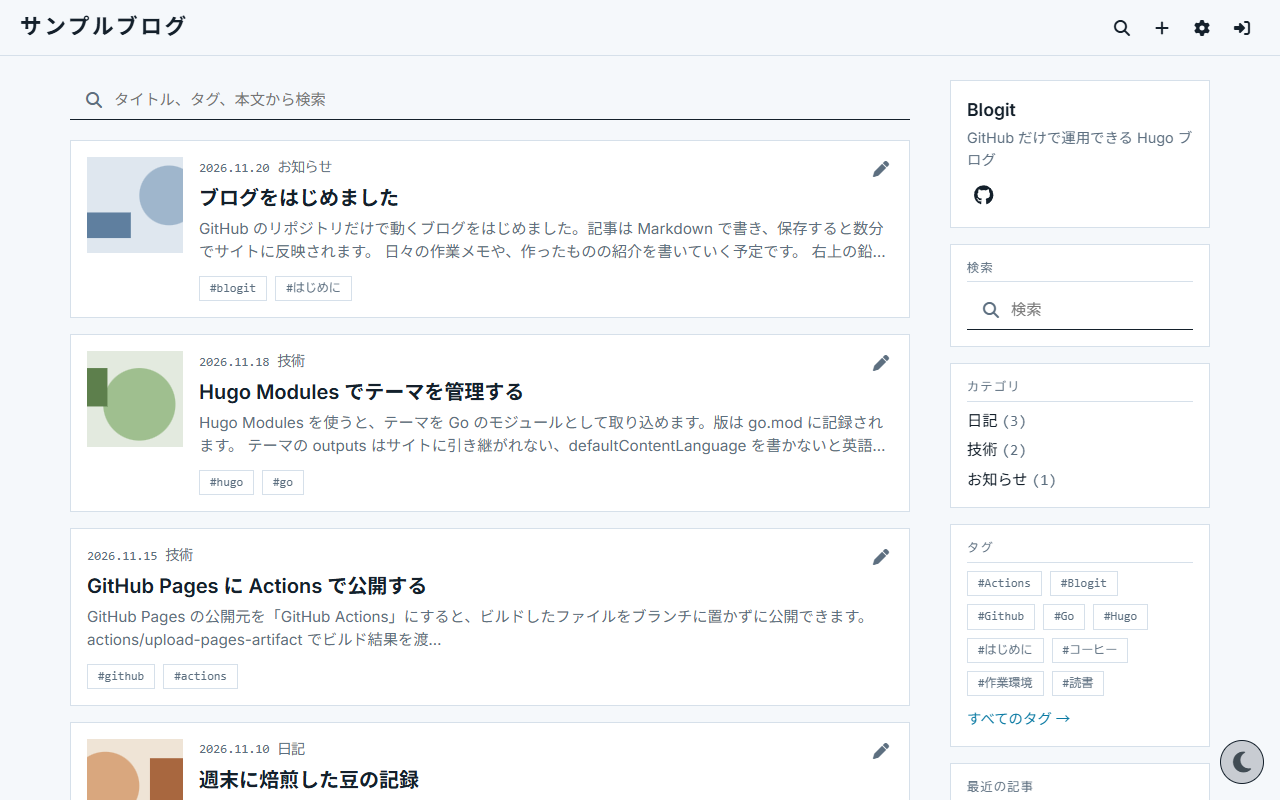 サンプルブログ
タイトル、タグ、本文から検索
2026.11.20 お知らせ
ブログをはじめました
GitHub のリポジトリだけで動くブログをはじめました。記事は Markdown で書き、保存すると数分
でサイトに反映されます。 日々の作業メモや、作ったものの紹介を書いていく予定です。 右上の鉛...
#blogit #はじめに
2026.11.18 技術
Hugo Modules でテーマを管理する
Hugo Modules を使うと、テーマを Go のモジュールとして取り込めます。版は go.mod に記録され
ます。 テーマの outputs はサイトに引き継がれない、defaultContentLanguage を書かないと英語...
#hugo #go
2026.11.15 技術
GitHub Pages に Actions で公開する
GitHub Pages の公開元を「GitHub Actions」にすると、ビルドしたファイルをブランチに置かずに公開できます。
actions/upload-pages-artifact でビルド結果を渡...
#github #actions
2026.11.10 日記
週末に焙煎した豆の記録
Blogit
GitHub だけで運用できる Hugo ブ
ログ
検索
検索
カテゴリ
日記 (3)
技術 (2)
お知らせ (1)
タグ
#Actions #Blogit
#Github #Go #Hugo
#はじめに #コーヒー
#作業環境 #読書
すべてのタグ →
最近の記事